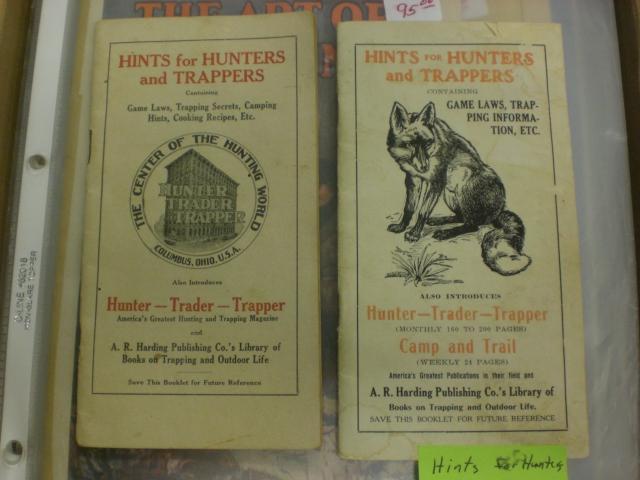 THE ART OF
95.00
HINTS for HUNTERS
and TRAPPERS
Containing
Game Laws, Trapping Secrets, Camping
Hints, Cooking Recipes, Etc.
THE CENTER OF THE HUNTING WORLD
HUNTER
TRADER
TRAPPER
COLUMBUS, OHIO, U.S.A.
Also Introduces
Hunter—Trader—Trapper
America's Greatest Hunting and Trapping Magazine
and
A. R. Harding Publishing Co.'s Library of
Books on Trapping and Outdoor Life
Save This Booklet for Future Reference
HINTS FOR HUNTERS
and TRAPPERS
CONTAINING
GAME LAWS, TRAP-
PING INFORMA-
TION, ETC.
ALSO INTRODUCES
Hunter—Trader—Trapper
(MONTHLY 160 TO 200 PAGES)
Camp and Trail
(WEEKLY 24 PAGES)
America's Greatest Publications in their field and
A. R. Harding Publishing Co.'s Library of
Books on Trapping and Outdoor Life.
SAVE THIS BOOKLET FOR FUTURE REFERENCE
Hints for Hunting